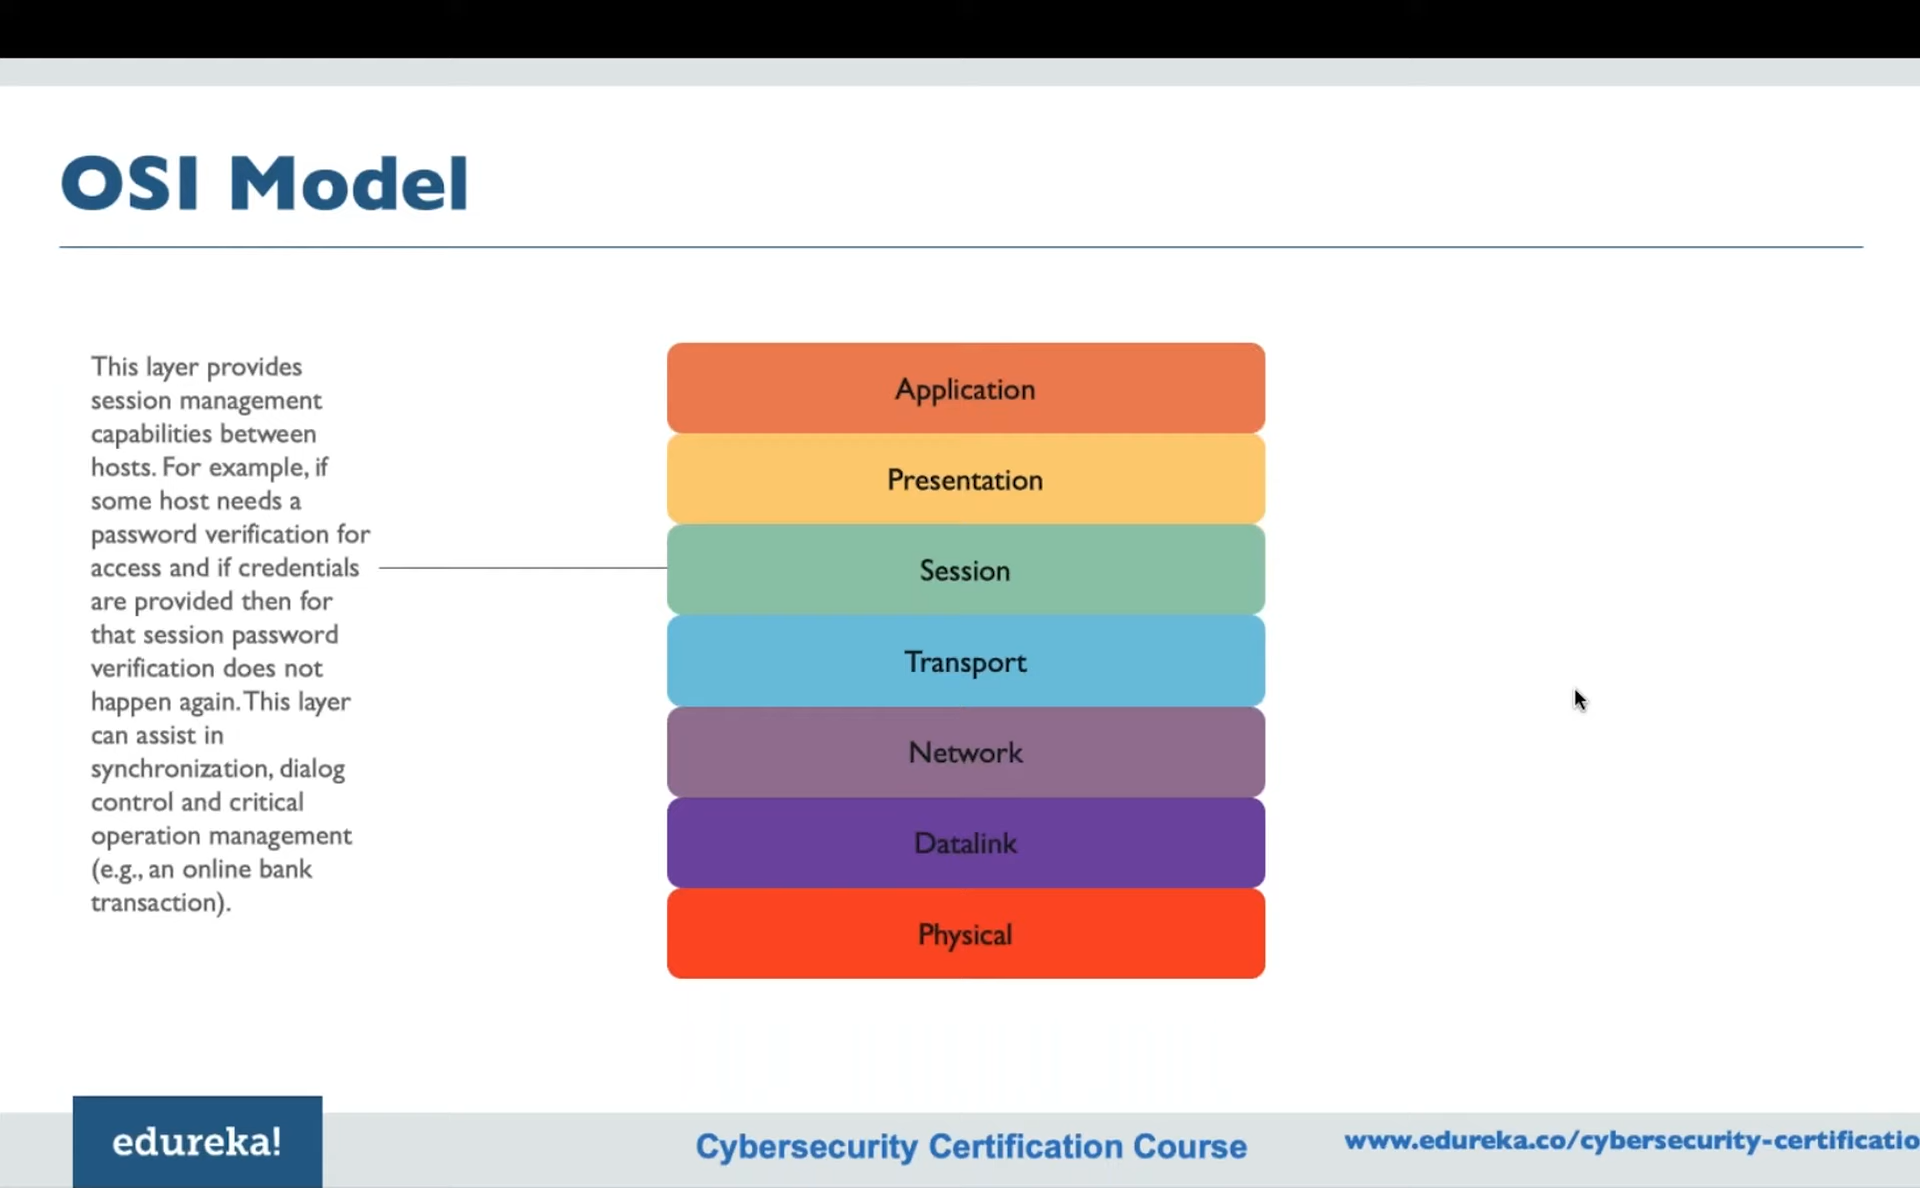 OSI Model
This layer provides
session management
capabilities between
hosts. For example, if
some host needs a
password verification for
access and if credentials
are provided then for
that session password
verification does not
happen again. This layer
can assist in
synchronization, dialog
control and critical
operation management
(e.g., an online bank
transaction).
Application
Presentation
Session
Transport
Network
Datalink
Physical
edureka!
Cybersecurity Certification Course
www.edureka.co/cybersecurity-certificatio